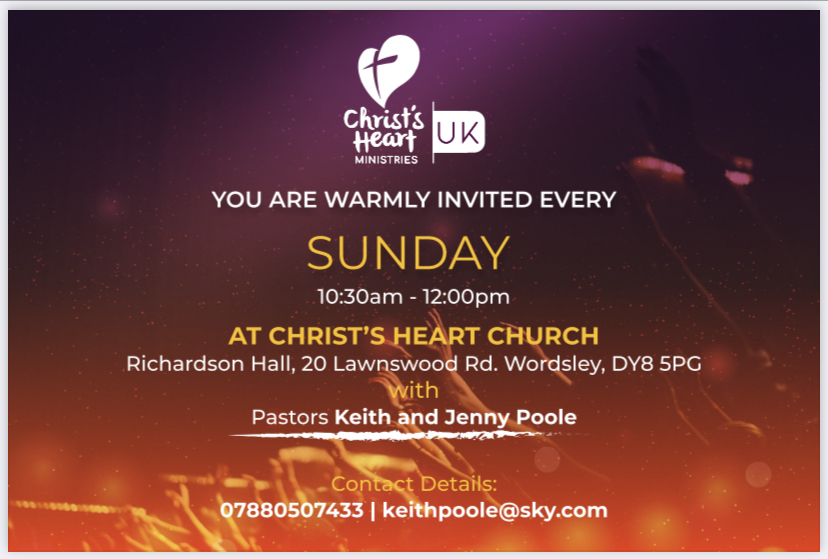 Christ's
Heart
MINISTRIES
UK
YOU ARE WARMLY INVITED EVERY
SUNDAY
10:30am - 12:00pm
AT CHRIST'S HEART CHURCH
Richardson Hall, 20 Lawnswood Rd. Wordsley, DY8 5PG
with
Pastors Keith and Jenny Poole
Contact Details:
07880507433 | keithpoole@sky.com